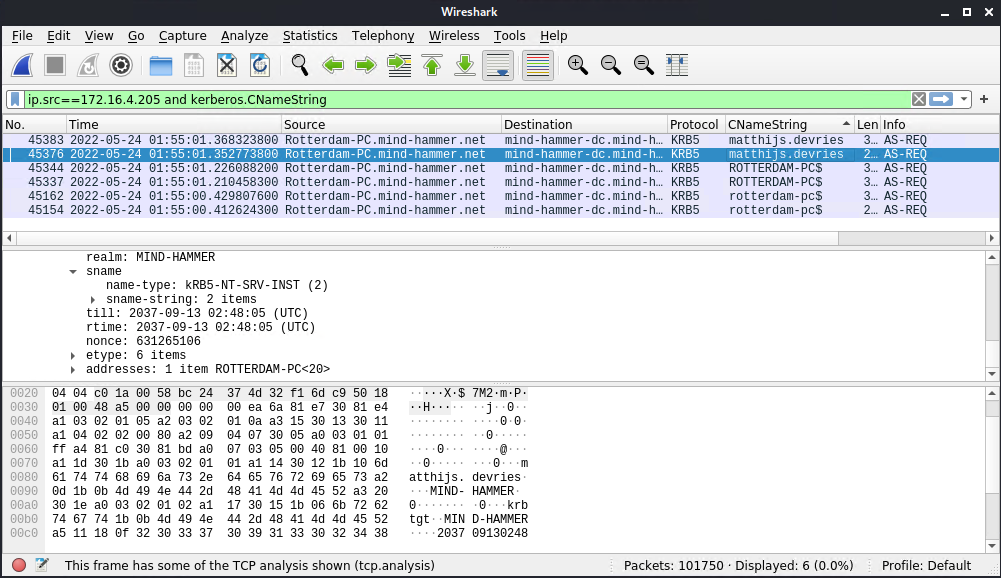 Wireshark
File Edit View Go Capture Analyze Statistics Telephony Wireless Tools Help
ip.src==172.16.4.205 and kerberos.CNameString
No. Time Source Destination Protocol CNameString Len Info
45383 2022-05-24 01:55:01.368323800 Rotterdam-PC.mind-hammer.net mind-hammer-dc.mind-h… KRB5 matthijs.devries 3… AS-REQ
45376 2022-05-24 01:55:01.352773800 Rotterdam-PC.mind-hammer.net mind-hammer-dc.mind-h… KRB5 matthijs.devries 2… AS-REQ
45344 2022-05-24 01:55:01.226088200 Rotterdam-PC.mind-hammer.net mind-hammer-dc.mind-h… KRB5 ROTTERDAM-PC$ 3… AS-REQ
45337 2022-05-24 01:55:01.210458300 Rotterdam-PC.mind-hammer.net mind-hammer-dc.mind-h… KRB5 ROTTERDAM-PC$ 3… AS-REQ
45162 2022-05-24 01:55:00.429807600 Rotterdam-PC.mind-hammer.net mind-hammer-dc.mind-h… KRB5 rotterdam-pc$ 3… AS-REQ
45154 2022-05-24 01:55:00.412624300 Rotterdam-PC.mind-hammer.net mind-hammer-dc.mind-h… KRB5 rotterdam-pc$ 2… AS-REQ
realm: MIND-HAMMER
sname
name-type: kRB5-NT-SRV-INST (2)
sname-string: 2 items
till: 2037-09-13 02:48:05 (UTC)
rtime: 2037-09-13 02:48:05 (UTC)
nonce: 631265106
etype: 6 items
addresses: 1 item ROTTERDAM-PC<20>
0020 04 04 c0 1a 00 58 bc 24 37 4d 32 f1 6d c9 50 18 ·····X·$ 7M2·m·P·
0030 01 00 48 a5 00 00 00 00 00 ea 6a 81 e7 30 81 e4 ··H····· ··j··0··
0040 a1 03 02 01 05 a2 03 02 01 0a a3 15 30 13 30 11 ········ ····0·0·
0050 a1 04 02 02 00 80 a2 09 04 07 30 05 a0 03 01 01 ········ ··0·····
0060 ff a4 81 c0 30 81 bd a0 07 03 05 00 40 81 00 10 ····0··· ····@···
0070 a1 1d 30 1b a0 03 02 01 01 a1 14 30 12 1b 10 6d ··0····· ···0···m
0080 61 74 74 68 69 6a 73 2e 64 65 76 72 69 65 73 a2 atthijs. devries·
0090 0d 1b 0b 4d 49 4e 44 2d 48 41 4d 4d 45 52 a3 20 ···MIND- HAMMER·
00a0 30 1e a0 03 02 01 02 a1 17 30 15 1b 06 6b 72 62 0······· ·0···krb
00b0 74 67 74 1b 0b 4d 49 4e 44 2d 48 41 4d 4d 45 52 tgt··MIN D-HAMMER
00c0 a5 11 18 0f 32 30 33 37 30 39 31 33 30 32 34 38 ····2037 09130248
This frame has some of the TCP analysis shown (tcp.analysis) Packets: 101750 · Displayed: 6 (0.0%) Profile: Default